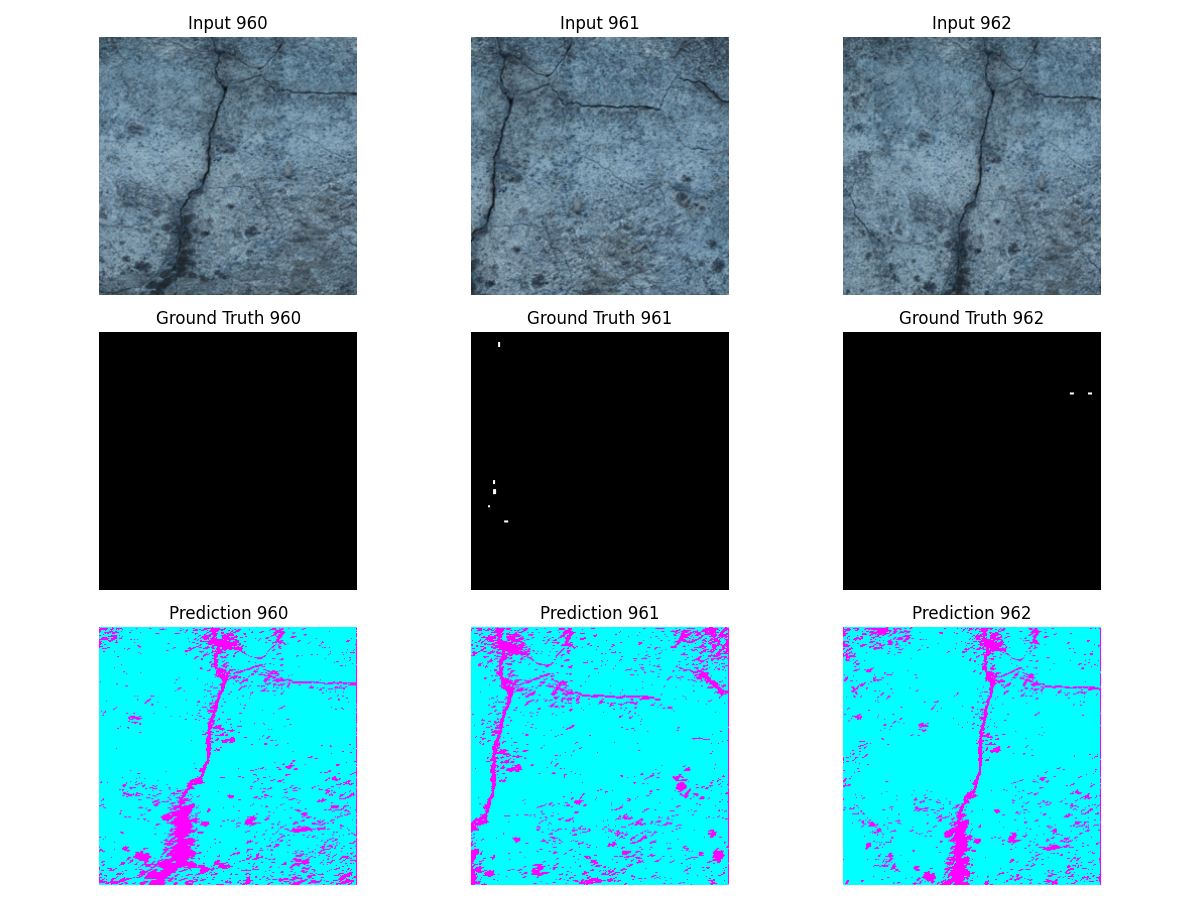 Input 960
Input 961
Input 962
Ground Truth 960
Ground Truth 961
Ground Truth 962
Prediction 960
Prediction 961
Prediction 962